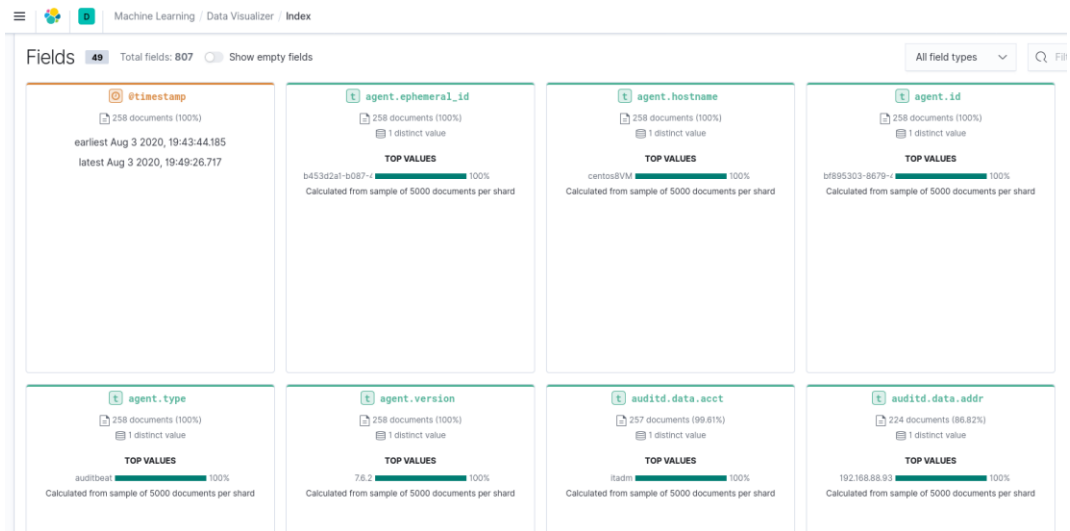 D Machine Learning / Data Visualizer / Index
Fields 49 Total fields: 807 Show empty fields All field types
@timestamp
258 documents (100%)
earliest Aug 3 2020, 19:43:44.185
latest Aug 3 2020, 19:49:26.717
t agent.ephemeral_id
258 documents (100%)
1 distinct value
TOP VALUES
b453d2a1-b087-4 100%
Calculated from sample of 5000 documents per shard
t agent.hostname
258 documents (100%)
1 distinct value
TOP VALUES
centos8VM 100%
Calculated from sample of 5000 documents per shard
t agent.id
258 documents (100%)
1 distinct value
TOP VALUES
bf895303-8679- 100%
Calculated from sample of 5000 documents per shard
t agent.type
258 documents (100%)
1 distinct value
TOP VALUES
auditbeat 100%
Calculated from sample of 5000 documents per shard
t agent.version
258 documents (100%)
1 distinct value
TOP VALUES
7.6.2 100%
Calculated from sample of 5000 documents per shard
t auditd.data.acct
257 documents (99.61%)
1 distinct value
TOP VALUES
itadm 100%
Calculated from sample of 5000 documents per shard
t auditd.data.addr
224 documents (86.82%)
1 distinct value
TOP VALUES
192.168.88.93 100%
Calculated from sample of 5000 documents per shard